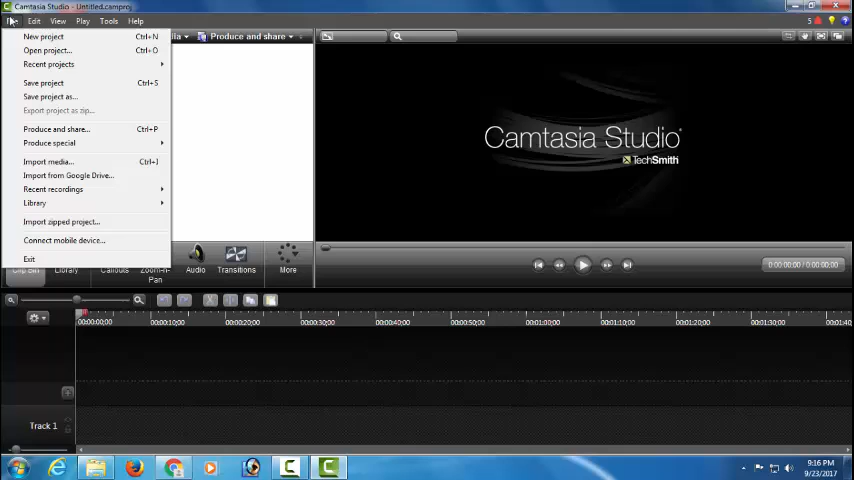 Camtasia Studio - Untitled.camproj
Edit View Play Tools Help
5
New project Ctrl+N
Open project... Ctrl+O
Recent projects
Save project Ctrl+S
Save project as...
Export project as zip...
Produce and share... Ctrl+P
Produce special
Import media... Ctrl+I
Import from Google Drive...
Recent recordings
Library
Import zipped project...
Connect mobile device...
Exit
Produce and share
Camtasia Studio®
TechSmith
Clip Bin Library Callouts Zoom-n-Pan Audio Transitions More
0:00:00;00 / 0:00:00;00
00:00:00;00 00:00:10;00 00:00:20;00 00:00:30;00 00:00:40;00 00:00:50;00 00:01:00;00 00:01:10;00 00:01:20;00 00:01:30;00 00:01:40
Track 1
9:16 PM
9/23/2017